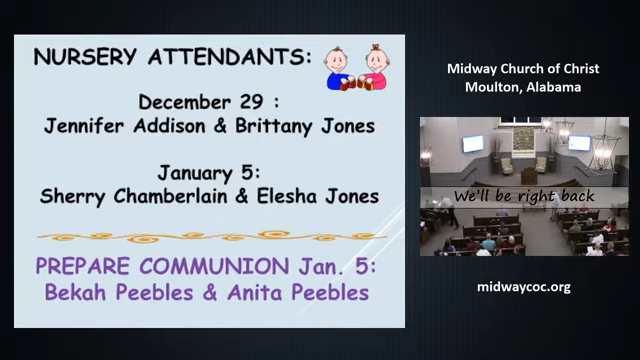 NURSERY ATTENDANTS:
December 29 :
Jennifer Addison & Brittany Jones
January 5:
Sherry Chamberlain & Elesha Jones
PREPARE COMMUNION Jan. 5:
Bekah Peebles & Anita Peebles
Midway Church of Christ
Moulton, Alabama
We'll be right back
midwaycoc.org